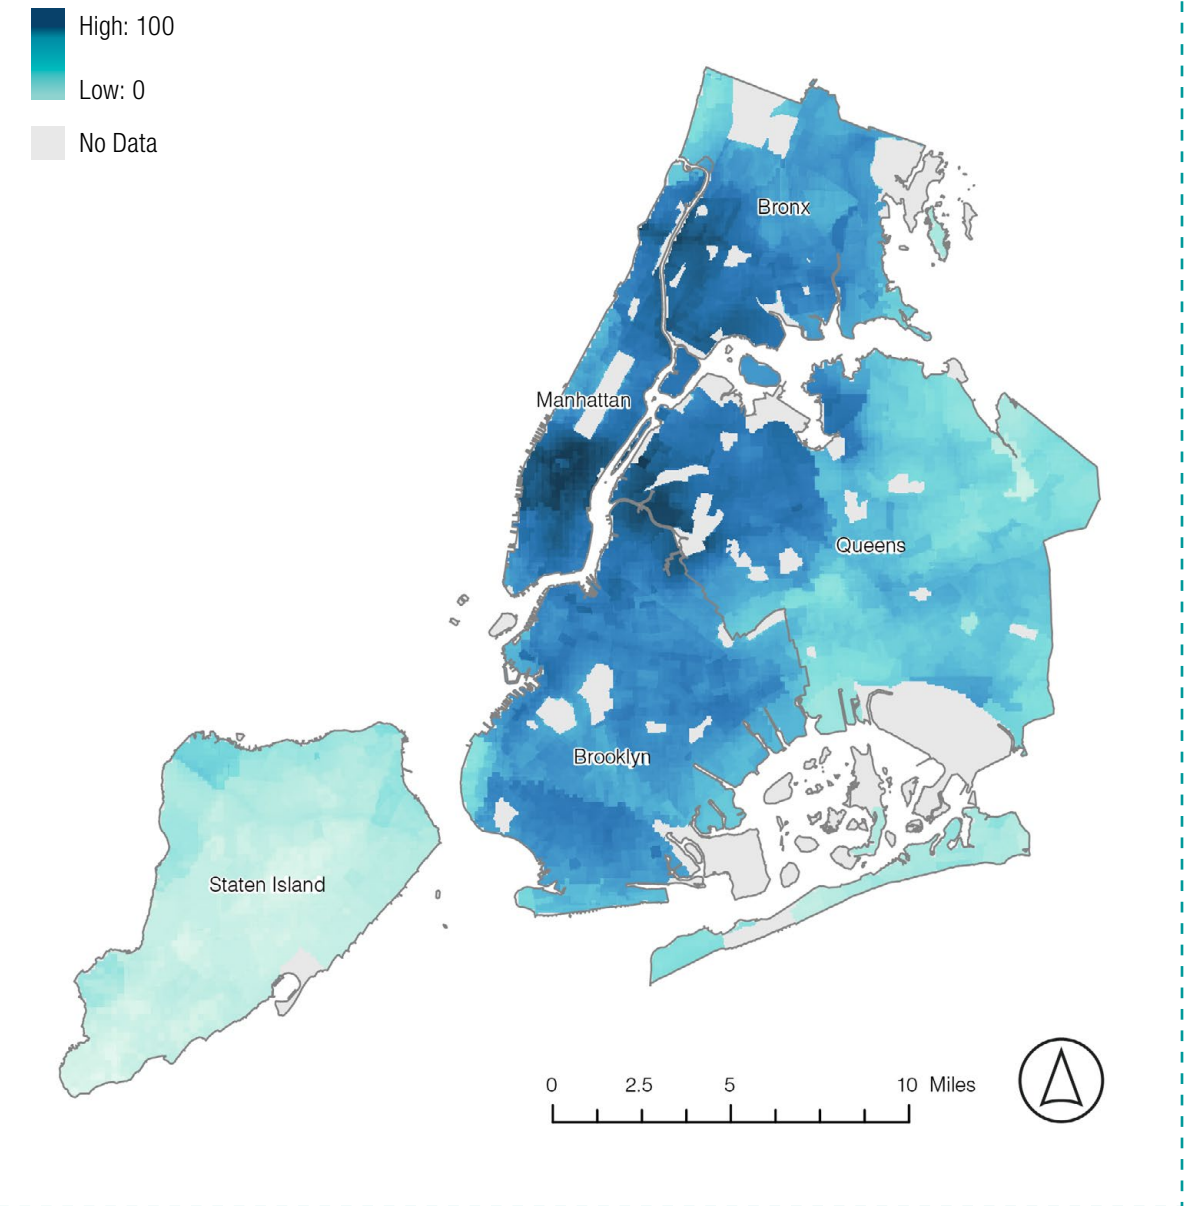 High: 100
Low: 0
No Data
Bronx
Manhattan
Queens
Brooklyn
Staten Island
0 2.5 5 10 Miles